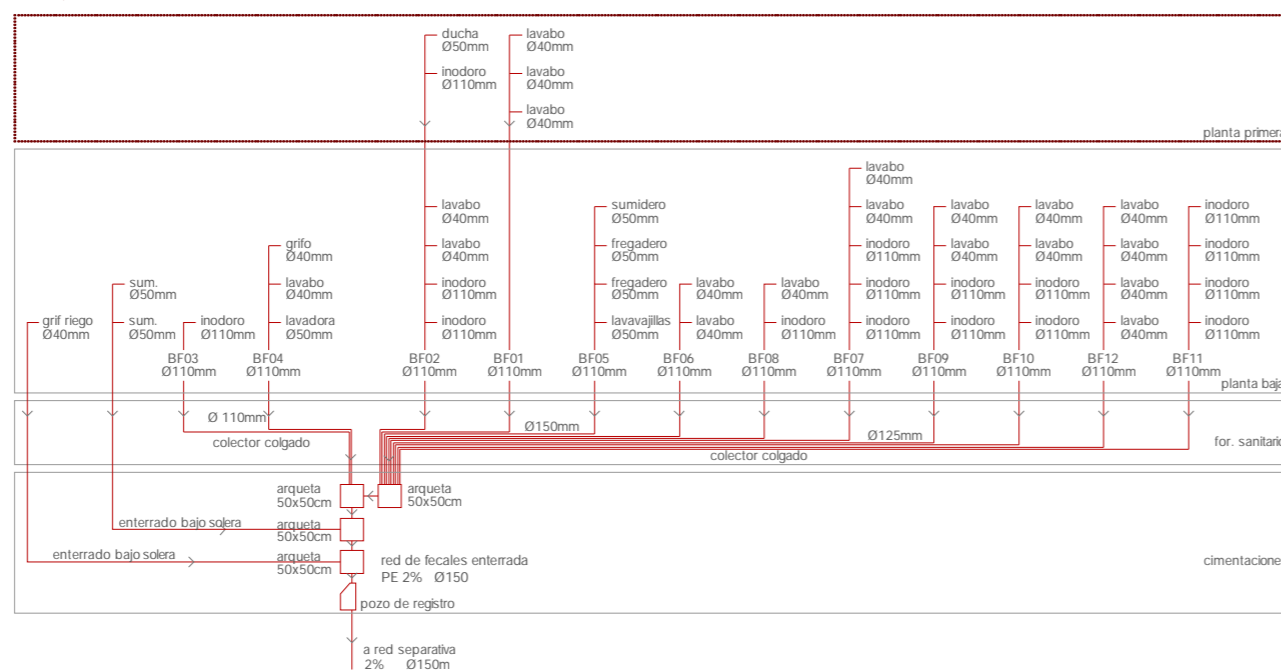 ducha
Ø50mm
inodoro
Ø110mm
lavabo
Ø40mm
lavabo
Ø40mm
lavabo
Ø40mm
planta primera
grif riego
Ø40mm
sum.
Ø50mm
sum.
Ø50mm
inodoro
Ø110mm
BF03
Ø110mm
grifo
Ø40mm
lavabo
Ø40mm
lavadora
Ø50mm
BF04
Ø110mm
lavabo
Ø40mm
lavabo
Ø40mm
inodoro
Ø110mm
inodoro
Ø110mm
BF02
Ø110mm
BF01
Ø110mm
sumidero
Ø50mm
fregadero
Ø50mm
fregadero
Ø50mm
lavavajillas
Ø50mm
BF05
Ø110mm
lavabo
Ø40mm
lavabo
Ø40mm
BF06
Ø110mm
lavabo
Ø40mm
inodoro
Ø110mm
BF08
Ø110mm
lavabo
Ø40mm
lavabo
Ø40mm
inodoro
Ø110mm
inodoro
Ø110mm
inodoro
Ø110mm
BF07
Ø110mm
lavabo
Ø40mm
lavabo
Ø40mm
inodoro
Ø110mm
inodoro
Ø110mm
BF09
Ø110mm
lavabo
Ø40mm
lavabo
Ø40mm
inodoro
Ø110mm
inodoro
Ø110mm
BF10
Ø110mm
lavabo
Ø40mm
lavabo
Ø40mm
lavabo
Ø40mm
lavabo
Ø40mm
BF12
Ø110mm
inodoro
Ø110mm
inodoro
Ø110mm
inodoro
Ø110mm
inodoro
Ø110mm
BF11
Ø110mm
planta baja
Ø 110mm
colector colgado
Ø150mm
Ø125mm
colector colgado
for. sanitario
arqueta
50x50cm
arqueta
50x50cm
enterrado bajo solera
arqueta
50x50cm
enterrado bajo solera
arqueta
50x50cm
red de fecales enterrada
PE 2% Ø150
cimentacione
pozo de registro
a red separativa
2% Ø150m